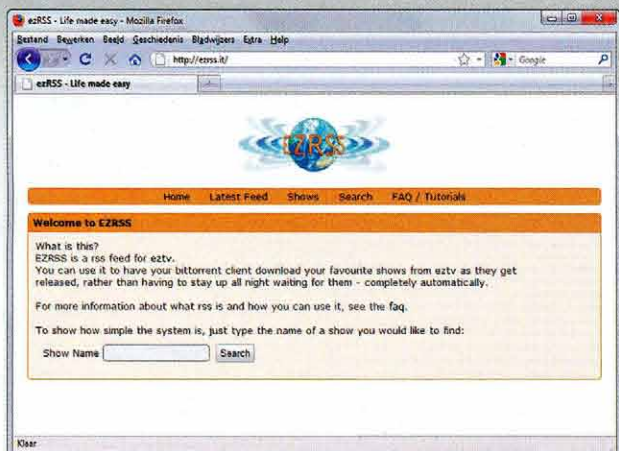 ezRSS - Life made easy - Mozilla Firefox
Bestand Bewerken Beeld Geschiedenis Bladwijzers Extra Help
http://ezrss.it/ Google
ezRSS - Life made easy
EZRSS
Home Latest Feed Shows Search FAQ / Tutorials
Welcome to EZRSS
What is this?
EZRSS is a rss feed for eztv.
You can use it to have your bittorrent client download your favourite shows from eztv as they get
released, rather than having to stay up all night waiting for them - completely automatically.
For more information about what rss is and how you can use it, see the faq.
To show how simple the system is, just type the name of a show you would like to find:
Show Name Search
Klaar